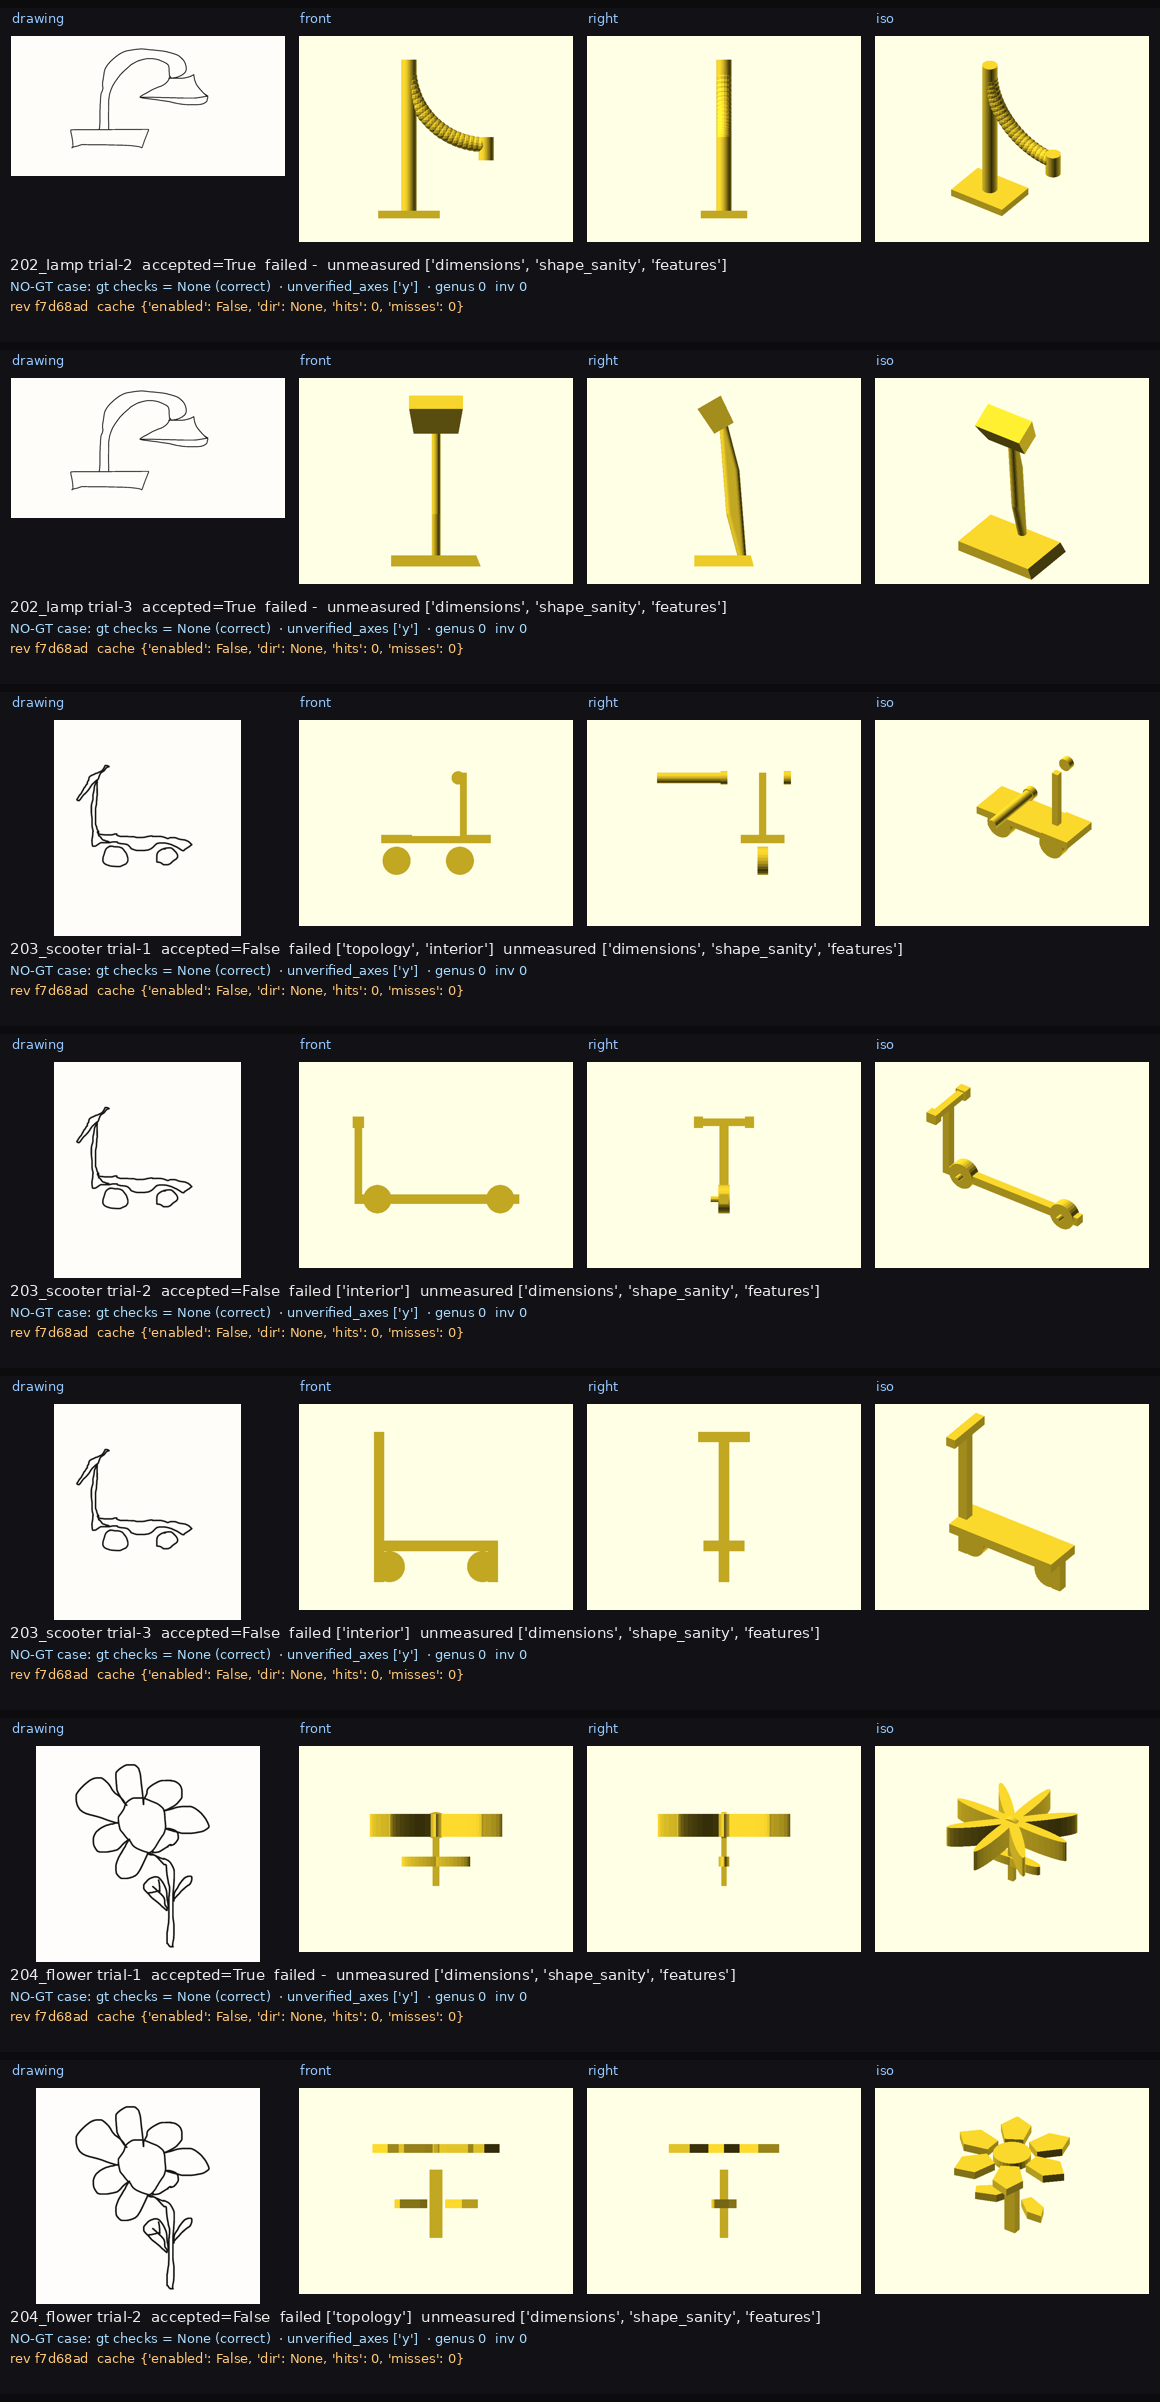 drawing front right iso
202_lamp trial-2 accepted=True failed - unmeasured ['dimensions', 'shape_sanity', 'features']
NO-GT case: gt checks = None (correct) · unverified_axes ['y'] · genus 0 inv 0
rev f7d68ad cache {'enabled': False, 'dir': None, 'hits': 0, 'misses': 0}
drawing front right iso
202_lamp trial-3 accepted=True failed - unmeasured ['dimensions', 'shape_sanity', 'features']
NO-GT case: gt checks = None (correct) · unverified_axes ['y'] · genus 0 inv 0
rev f7d68ad cache {'enabled': False, 'dir': None, 'hits': 0, 'misses': 0}
drawing front right iso
203_scooter trial-1 accepted=False failed ['topology', 'interior'] unmeasured ['dimensions', 'shape_sanity', 'features']
NO-GT case: gt checks = None (correct) · unverified_axes ['y'] · genus 0 inv 0
rev f7d68ad cache {'enabled': False, 'dir': None, 'hits': 0, 'misses': 0}
drawing front right iso
203_scooter trial-2 accepted=False failed ['interior'] unmeasured ['dimensions', 'shape_sanity', 'features']
NO-GT case: gt checks = None (correct) · unverified_axes ['y'] · genus 0 inv 0
rev f7d68ad cache {'enabled': False, 'dir': None, 'hits': 0, 'misses': 0}
drawing front right iso
203_scooter trial-3 accepted=False failed ['interior'] unmeasured ['dimensions', 'shape_sanity', 'features']
NO-GT case: gt checks = None (correct) · unverified_axes ['y'] · genus 0 inv 0
rev f7d68ad cache {'enabled': False, 'dir': None, 'hits': 0, 'misses': 0}
drawing front right iso
204_flower trial-1 accepted=True failed - unmeasured ['dimensions', 'shape_sanity', 'features']
NO-GT case: gt checks = None (correct) · unverified_axes ['y'] · genus 0 inv 0
rev f7d68ad cache {'enabled': False, 'dir': None, 'hits': 0, 'misses': 0}
drawing front right iso
204_flower trial-2 accepted=False failed ['topology'] unmeasured ['dimensions', 'shape_sanity', 'features']
NO-GT case: gt checks = None (correct) · unverified_axes ['y'] · genus 0 inv 0
rev f7d68ad cache {'enabled': False, 'dir': None, 'hits': 0, 'misses': 0}